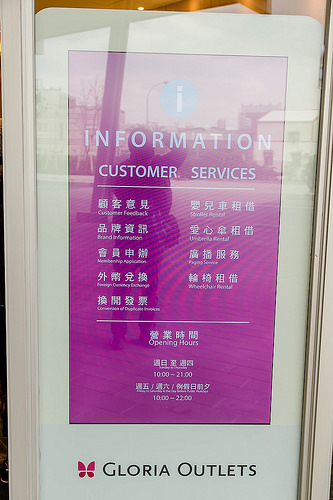 i
INFORMATION
CUSTOMER SERVICES
顧客意見
Customer Feedback
嬰兒車租借
Stroller Rental
品牌資訊
Brand Information
愛心傘租借
Umbrella Rental
會員申辦
Membership Application
廣播服務
Paging Service
外幣兌換
Foreign Currency Exchange
輪椅租借
Wheelchair Rental
換開發票
Conversion of Duplicate Invoices
營業時間
Opening Hours
週日 至 週四
Sunday to Thursday
10:00 ~ 21:00
週五 / 週六 / 例假日前夕
10:00 ~ 22:00
GLORIA OUTLETS